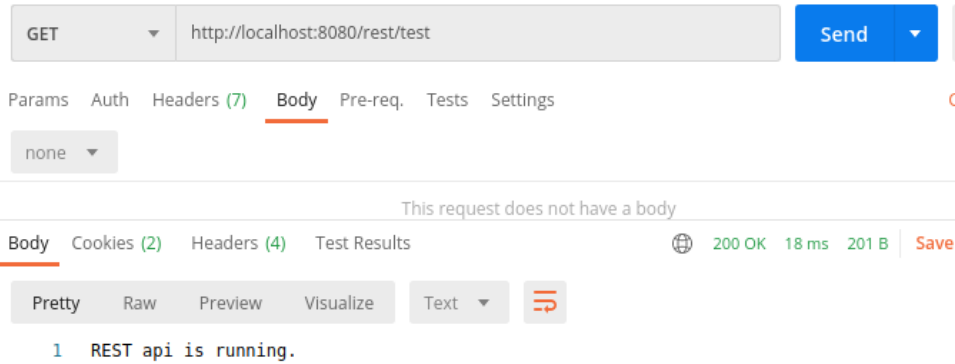 GET http://localhost:8080/rest/test Send
Params Auth Headers (7) Body Pre-req. Tests Settings
none
This request does not have a body
Body Cookies (2) Headers (4) Test Results 200 OK 18 ms 201 B Save
Pretty Raw Preview Visualize Text
1 REST api is running.